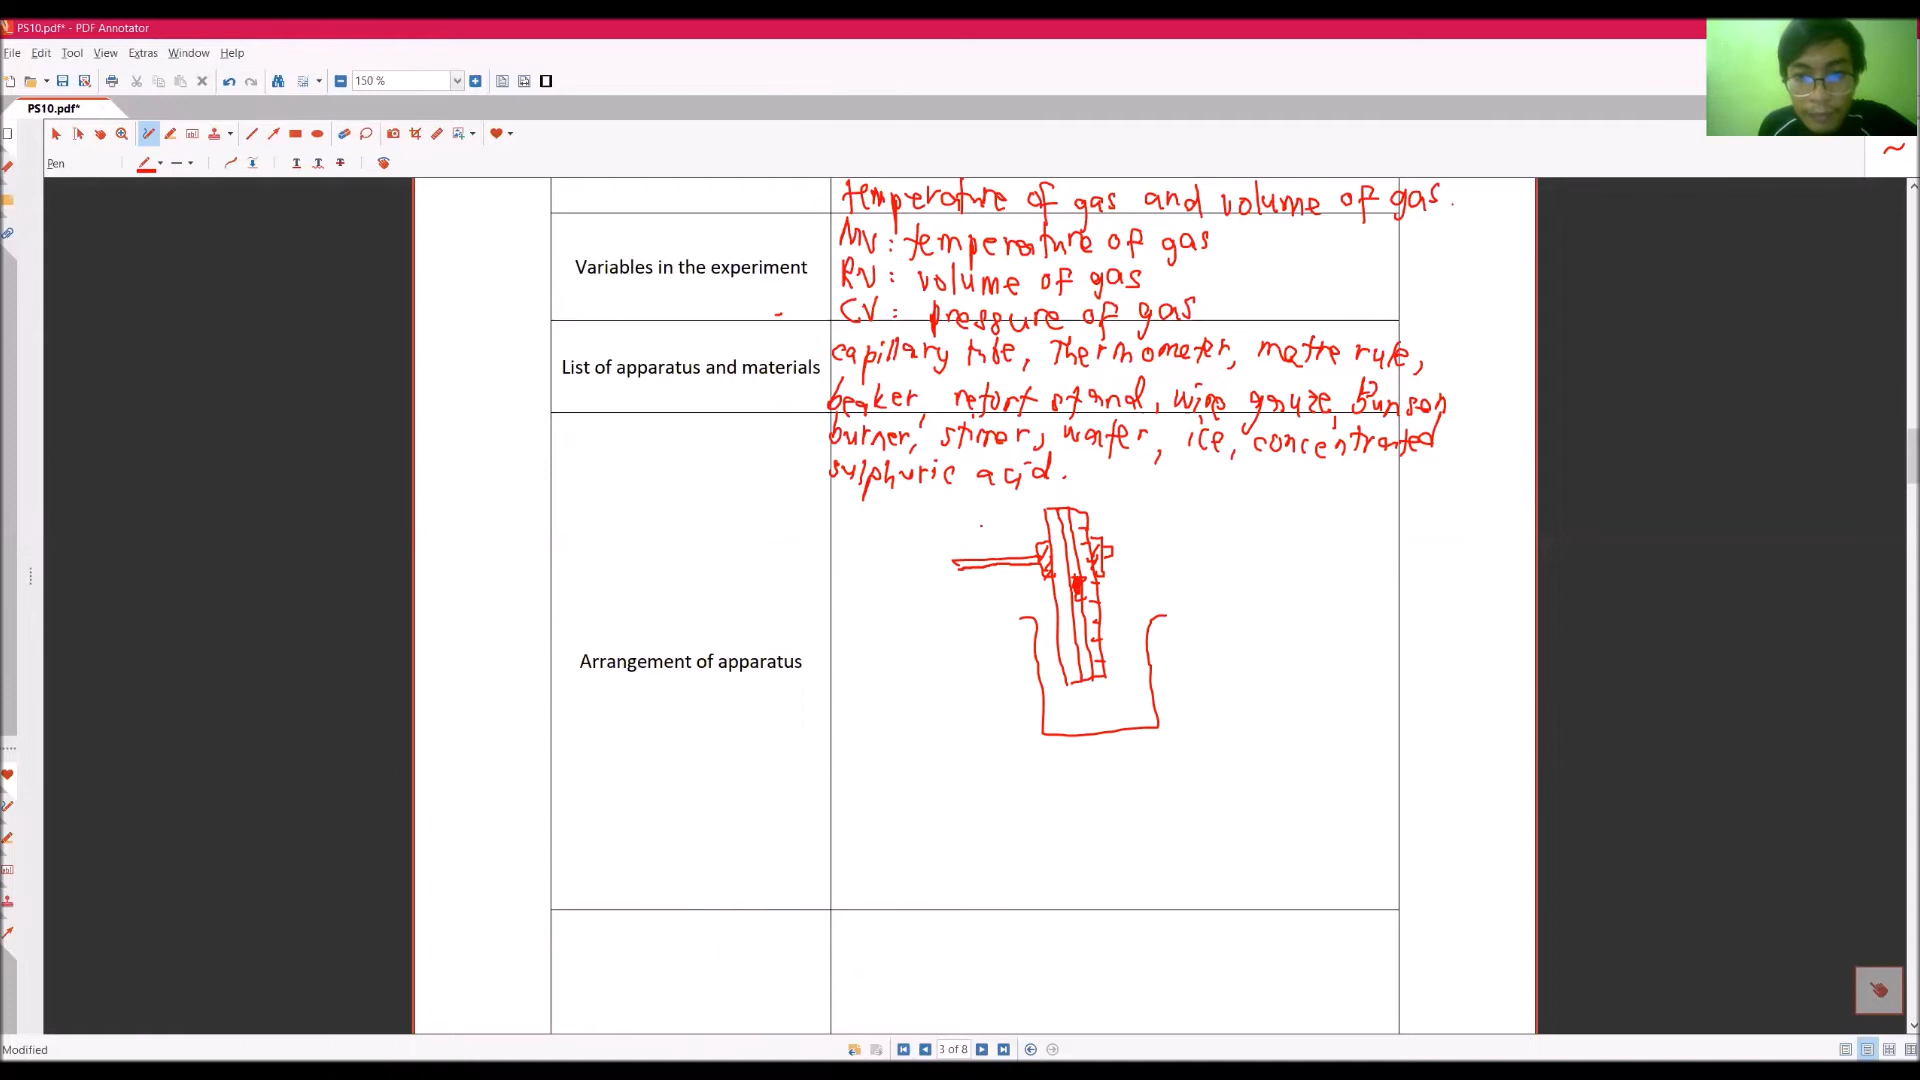 PS10.pdf* - PDF Annotator
File Edit Tool View Extras Window Help
150 %
PS10.pdf*
Pen
temperature of gas and volume of gas.
Variables in the experiment
MV: temperature of gas
RV: volume of gas
CV: pressure of gas
List of apparatus and materials
capillary tube, Thermometer, metre rule,
beaker, retort stand, wire gauze, bunsen
burner, stirrer, water, ice, concentrated
sulphuric acid.
Arrangement of apparatus
Modified
3 of 8